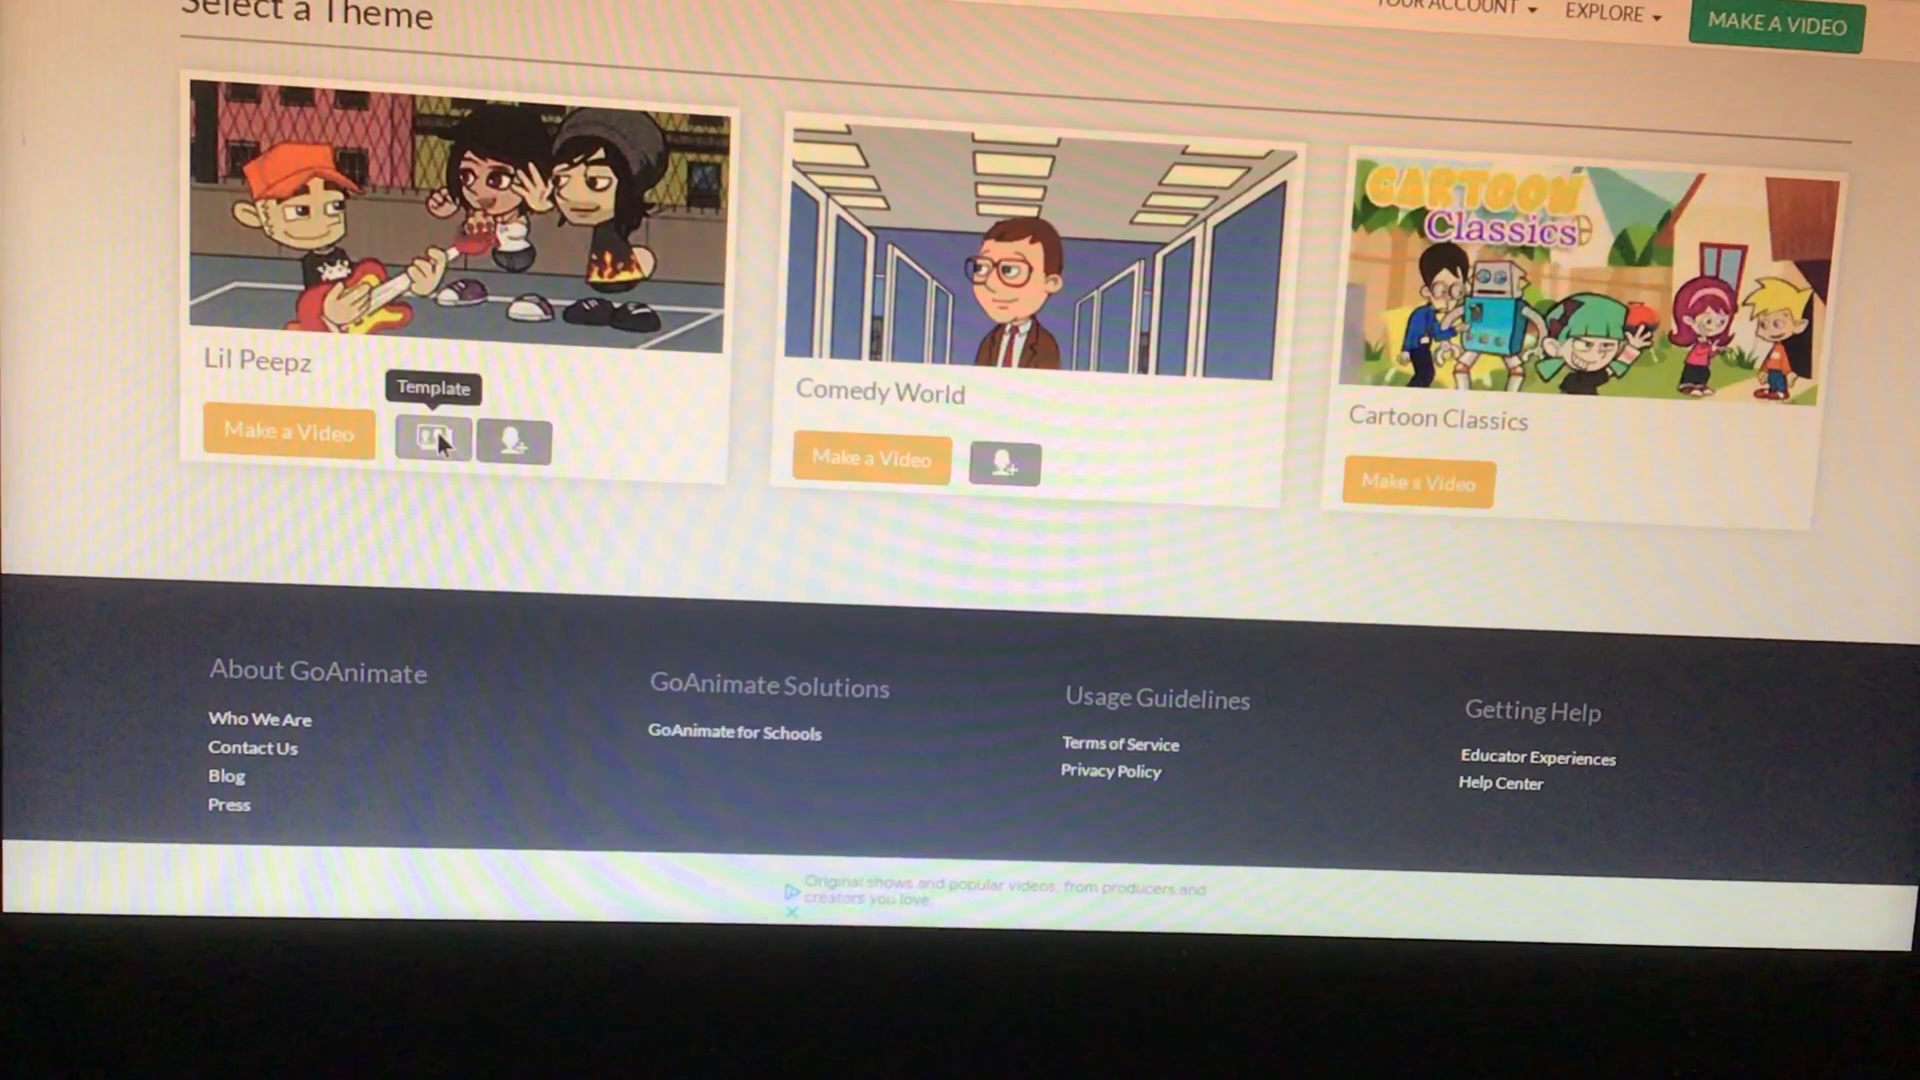 Select a Theme
YOUR ACCOUNT
EXPLORE
MAKE A VIDEO
CARTOON
Classics
Lil Peepz
Template
Make a Video
Comedy World
Make a Video
Cartoon Classics
Make a Video
About GoAnimate
Who We Are
Contact Us
Blog
Press
GoAnimate Solutions
GoAnimate for Schools
Usage Guidelines
Terms of Service
Privacy Policy
Getting Help
Educator Experiences
Help Center
Original shows and popular videos, from producers and
creators you love.